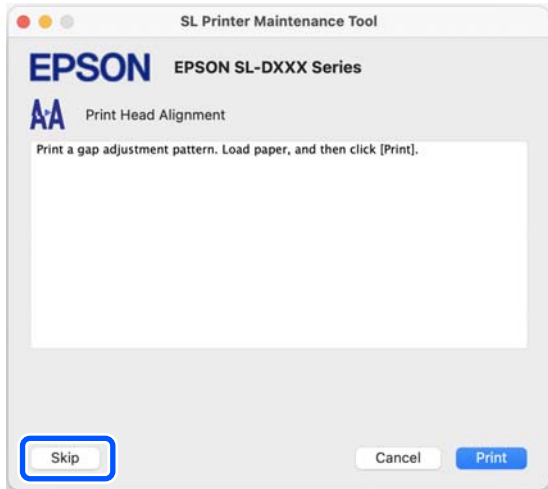 SL Printer Maintenance Tool
EPSON EPSON SL-DXXX Series
A-A Print Head Alignment
Print a gap adjustment pattern. Load paper, and then click [Print].
Skip Cancel Print